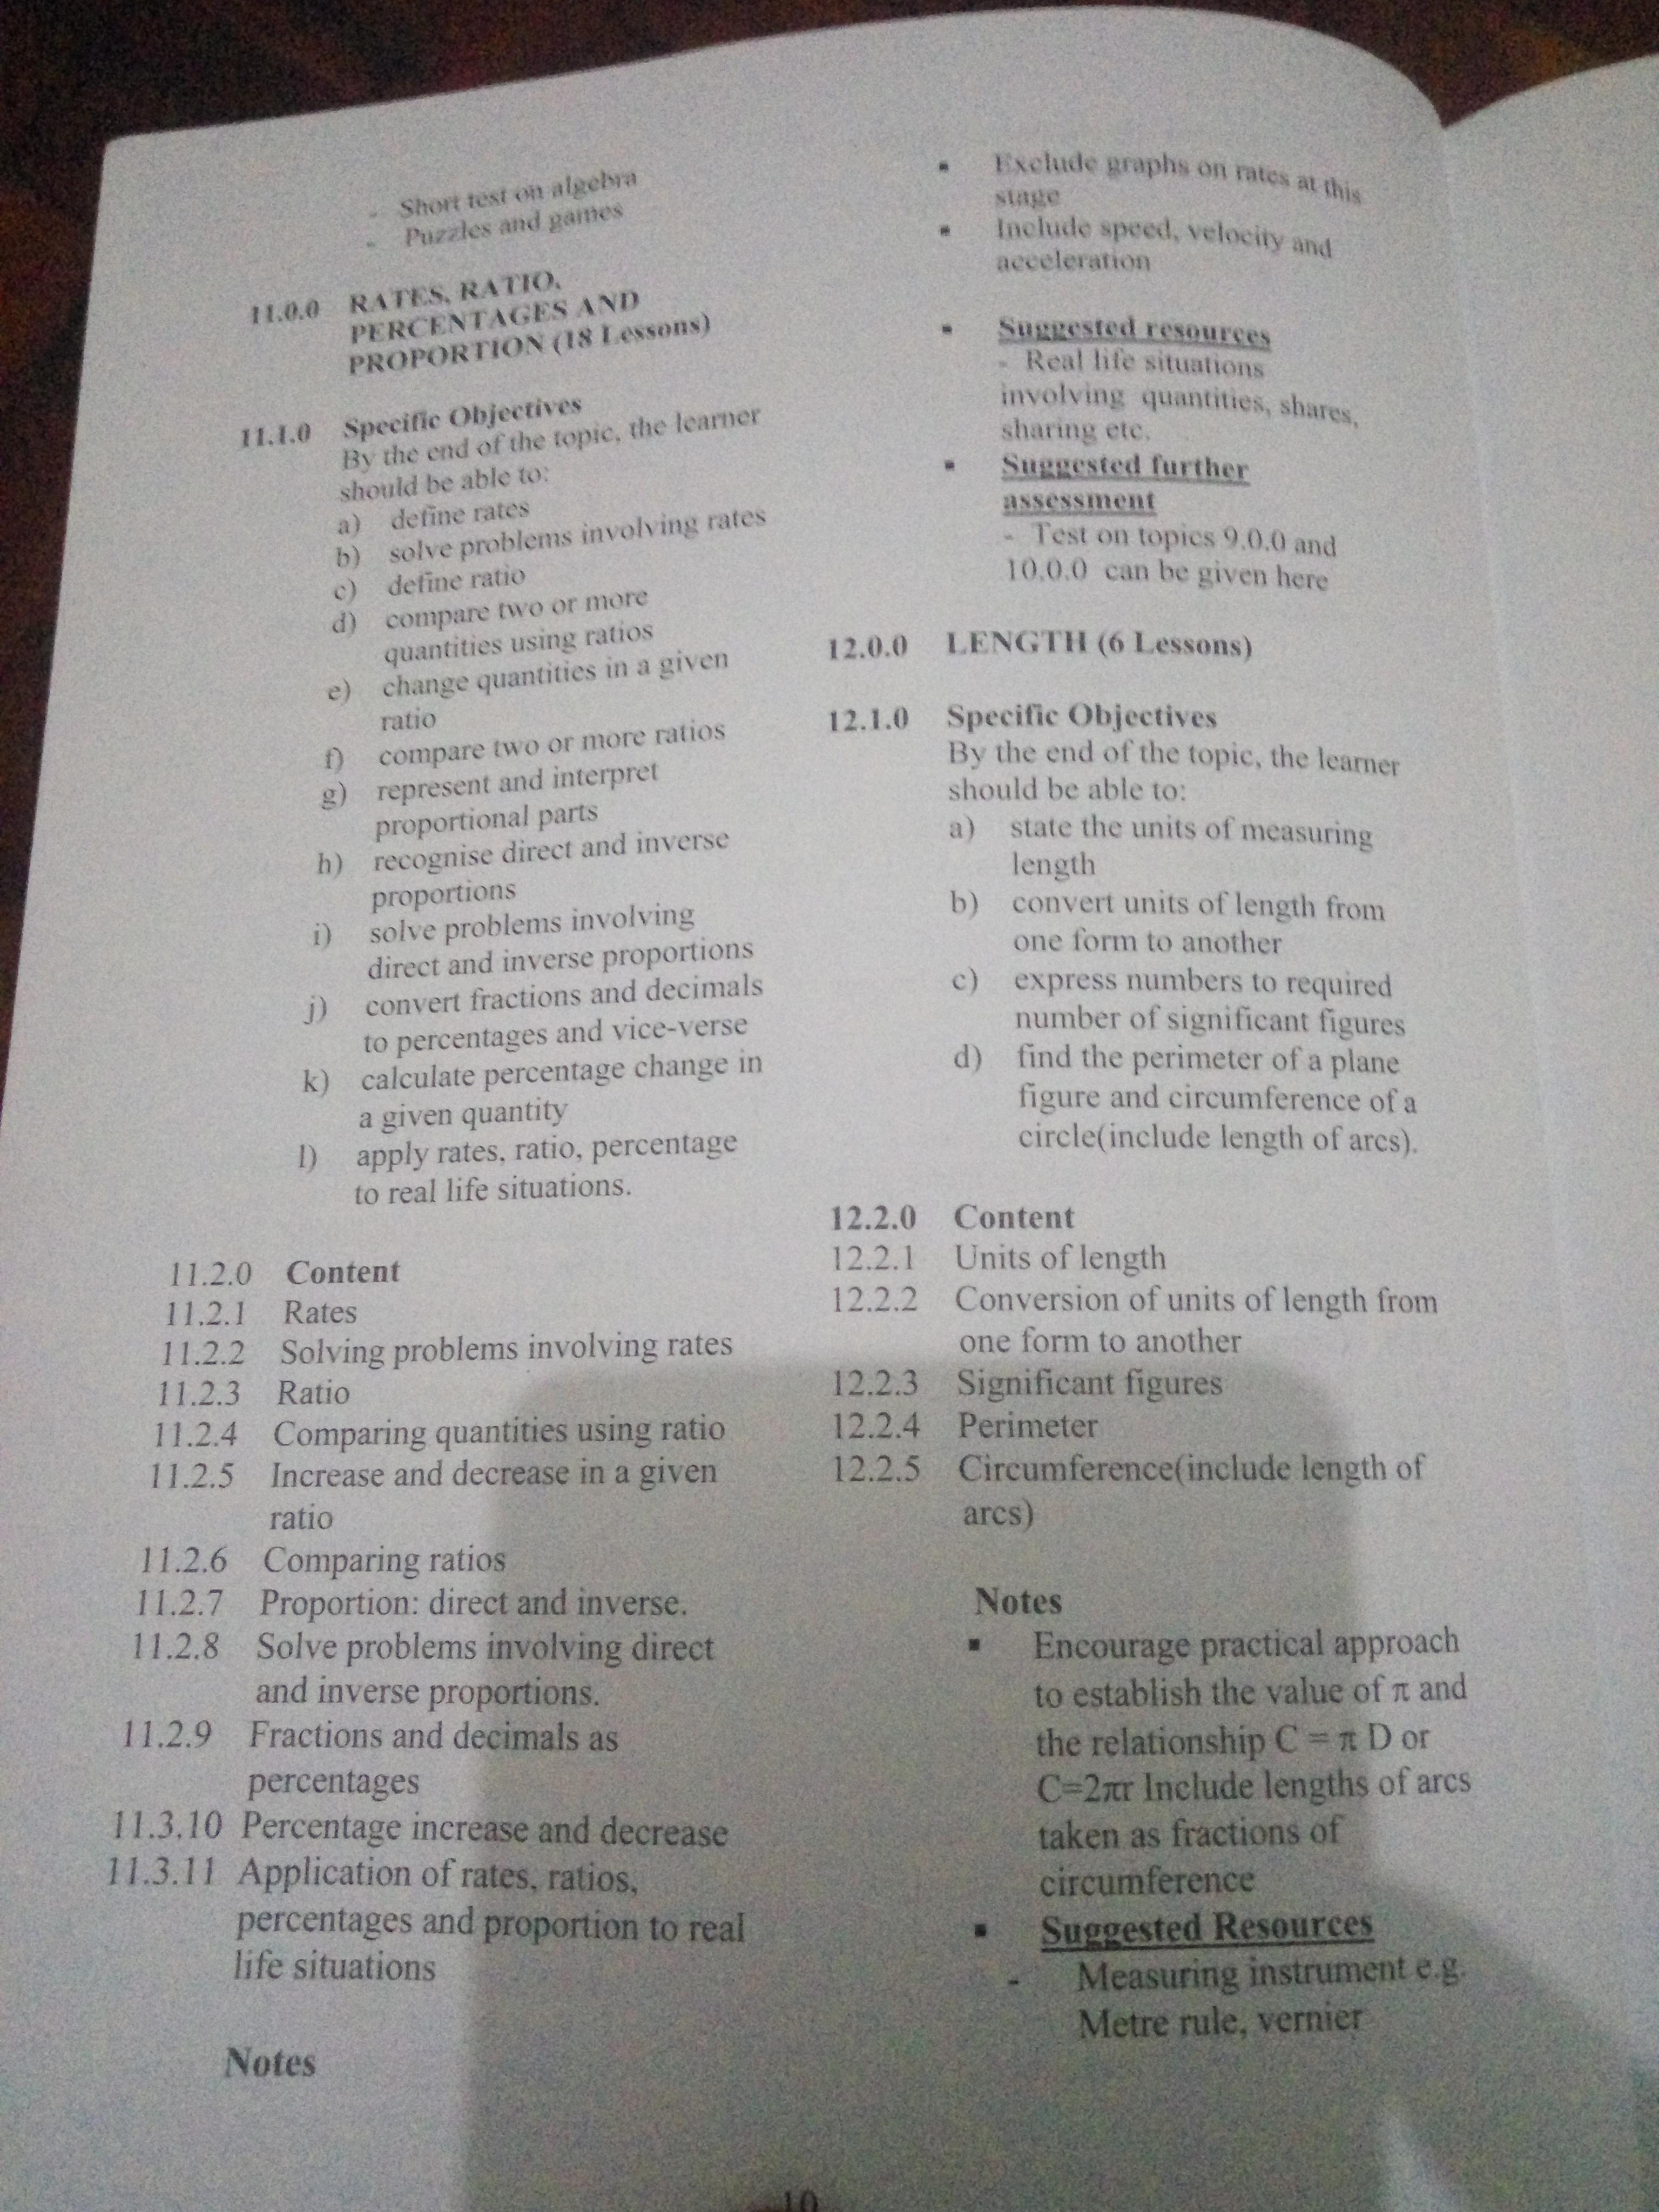 - Short test on algebra
- Puzzles and games
11.0.0 RATES, RATIO,
PERCENTAGES AND
PROPORTION (18 Lessons)
11.1.0 Specific Objectives
By the end of the topic, the learner
should be able to:
a) define rates
b) solve problems involving rates
c) define ratio
d) compare two or more
quantities using ratios
e) change quantities in a given
ratio
f) compare two or more ratios
g) represent and interpret
proportional parts
h) recognise direct and inverse
proportions
i) solve problems involving
direct and inverse proportions
j) convert fractions and decimals
to percentages and vice-verse
k) calculate percentage change in
a given quantity
l) apply rates, ratio, percentage
to real life situations.
11.2.0 Content
11.2.1 Rates
11.2.2 Solving problems involving rates
11.2.3 Ratio
11.2.4 Comparing quantities using ratio
11.2.5 Increase and decrease in a given
ratio
11.2.6 Comparing ratios
11.2.7 Proportion: direct and inverse.
11.2.8 Solve problems involving direct
and inverse proportions.
11.2.9 Fractions and decimals as
percentages
11.3.10 Percentage increase and decrease
11.3.11 Application of rates, ratios,
percentages and proportion to real
life situations
Notes
▪ Exclude graphs on rates at this
stage
▪ Include speed, velocity and
acceleration
▪ Suggested resources
- Real life situations
involving quantities, shares,
sharing etc.
▪ Suggested further
assessment
- Test on topics 9.0.0 and
10.0.0 can be given here
12.0.0 LENGTH (6 Lessons)
12.1.0 Specific Objectives
By the end of the topic, the learner
should be able to:
a) state the units of measuring
length
b) convert units of length from
one form to another
c) express numbers to required
number of significant figures
d) find the perimeter of a plane
figure and circumference of a
circle(include length of arcs).
12.2.0 Content
12.2.1 Units of length
12.2.2 Conversion of units of length from
one form to another
12.2.3 Significant figures
12.2.4 Perimeter
12.2.5 Circumference(include length of
arcs)
Notes
▪ Encourage practical approach
to establish the value of π and
the relationship C = π D or
C=2πr Include lengths of arcs
taken as fractions of
circumference
▪ Suggested Resources
- Measuring instrument e.g.
Metre rule, vernier
10